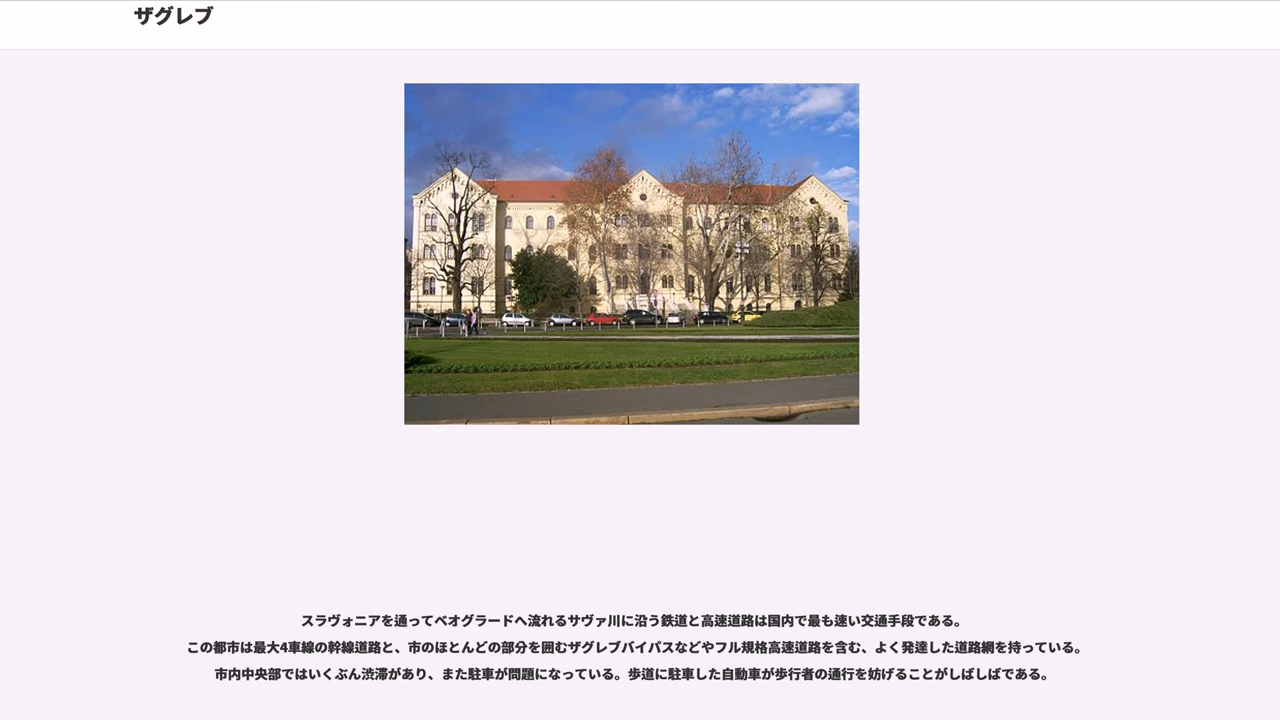 ザグレブ
スラヴォニアを通ってベオグラードへ流れるサヴァ川に沿う鉄道と高速道路は国内で最も速い交通手段である。
この都市は最大4車線の幹線道路と、市のほとんどの部分を囲むザグレブバイパスなどやフル規格高速道路を含む、よく発達した道路網を持っている。
市内中央部ではいくぶん渋滞があり、また駐車が問題になっている。歩道に駐車した自動車が歩行者の通行を妨げることがしばしばである。